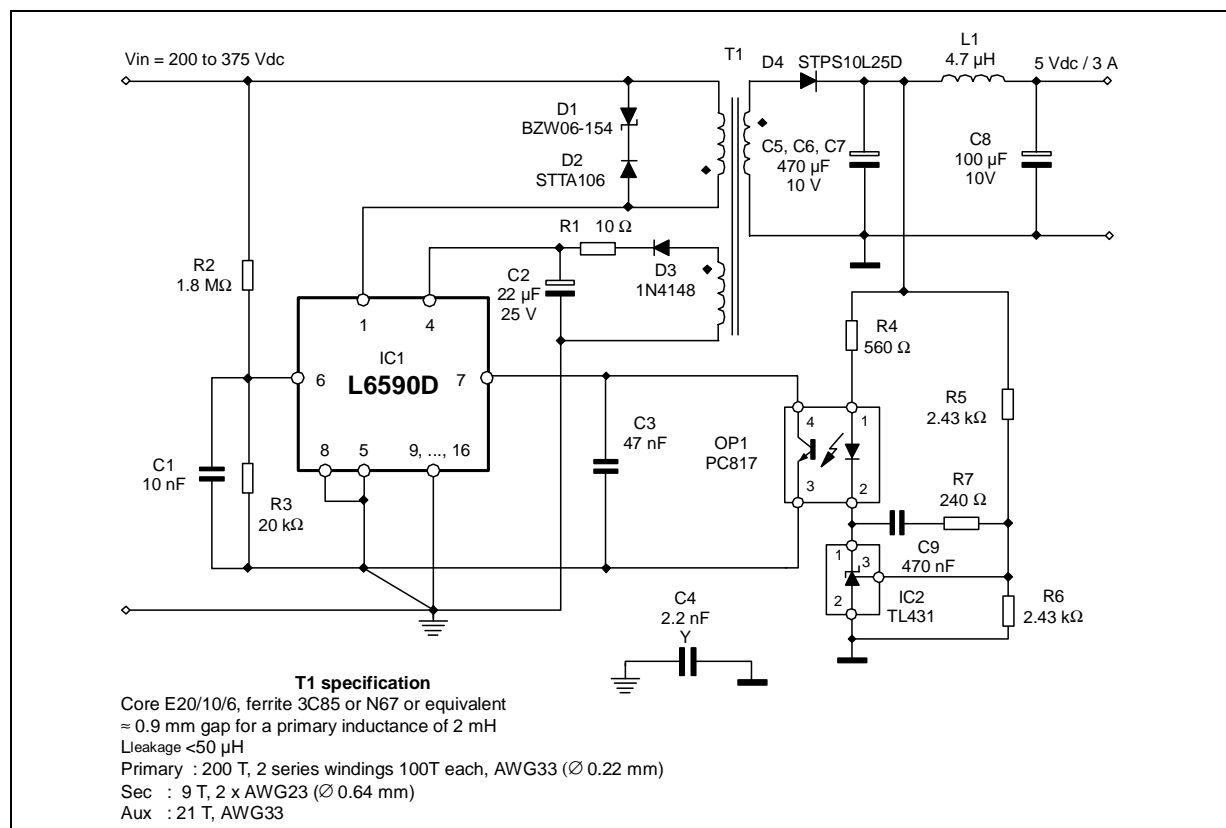 Vin = 200 to 375 Vdc
T1
D4
STPS10L25D
L1
4.7 µH
5 Vdc / 3 A
D1
BZW06-154
D2
STTA106
C5, C6, C7
470 µF
10 V
C8
100 µF
10V
R1
10 Ω
R2
1.8 MΩ
C2
22 µF
25 V
D3
1N4148
1
4
IC1
L6590D
6
7
8
5
9, ..., 16
R4
560 Ω
R5
2.43 kΩ
C1
10 nF
R3
20 kΩ
C3
47 nF
OP1
PC817
4
1
3
2
R7
240 Ω
C9
470 nF
1
3
2
IC2
TL431
R6
2.43 kΩ
C4
2.2 nF
Y
T1 specification
Core E20/10/6, ferrite 3C85 or N67 or equivalent
≈ 0.9 mm gap for a primary inductance of 2 mH
Lleakage <50 µH
Primary : 200 T, 2 series windings 100T each, AWG33 (∅ 0.22 mm)
Sec : 9 T, 2 x AWG23 (∅ 0.64 mm)
Aux : 21 T, AWG33